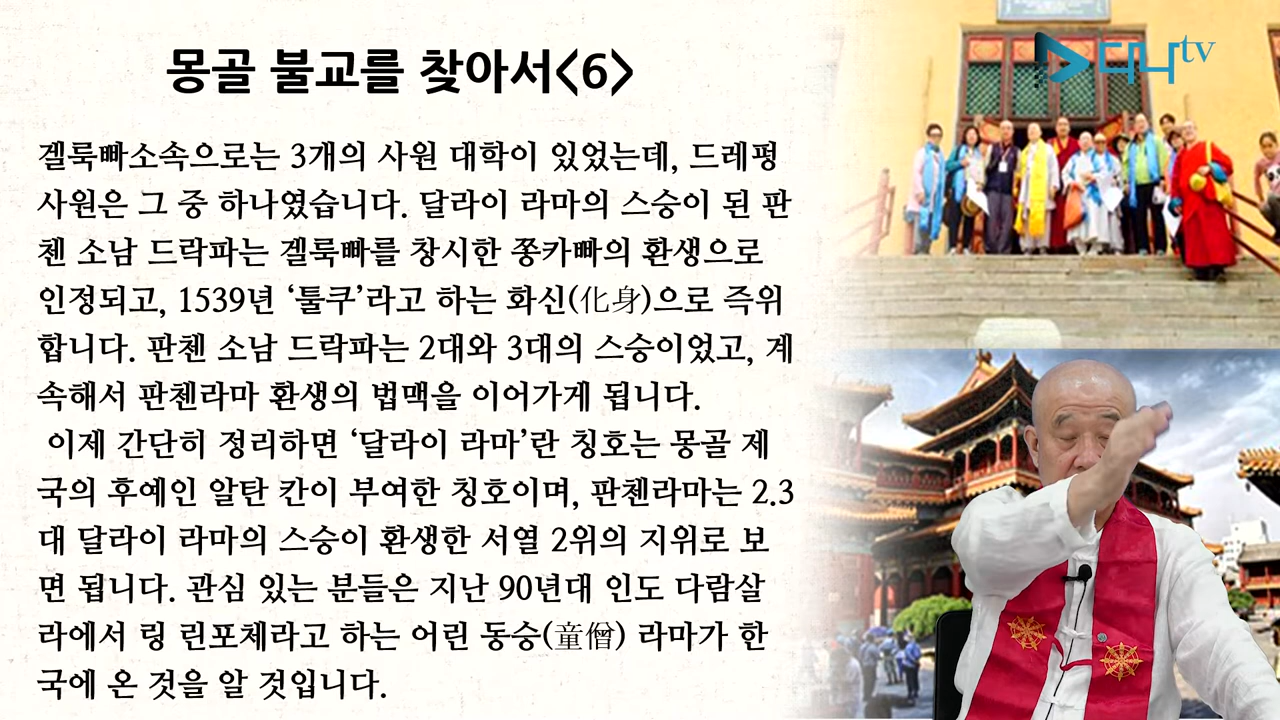 몽골 불교를 찾아서<6>
다나tv
겔룩빠소속으로는 3개의 사원 대학이 있었는데, 드레펑
사원은 그 중 하나였습니다. 달라이 라마의 스승이 된 판
첸 소남 드락파는 겔룩빠를 창시한 쫑카빠의 환생으로
인정되고, 1539년 ‘툴쿠’라고 하는 화신(化身)으로 즉위
합니다. 판첸 소남 드락파는 2대와 3대의 스승이었고, 계
속해서 판첸라마 환생의 법맥을 이어가게 됩니다.
이제 간단히 정리하면 ‘달라이 라마’란 칭호는 몽골 제
국의 후예인 알탄 칸이 부여한 칭호이며, 판첸라마는 2.3
대 달라이 라마의 스승이 환생한 서열 2위의 지위로 보
면 됩니다. 관심 있는 분들은 지난 90년대 인도 다람살
라에서 링 린포체라고 하는 어린 동승(童僧) 라마가 한
국에 온 것을 알 것입니다.